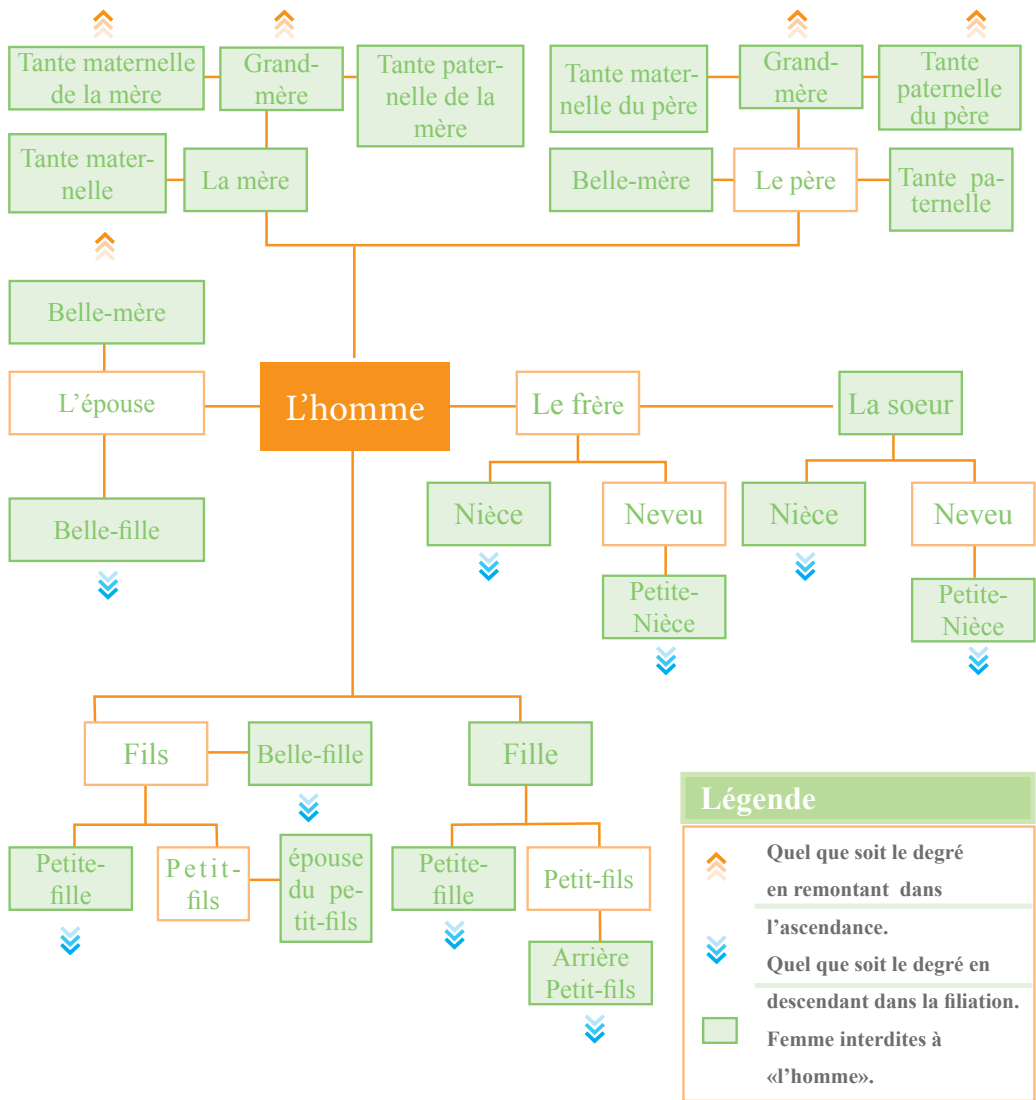 Tante maternelle
de la mère
Grand-
mère
Tante pater-
nelle de la
mère
Tante mater-
nelle du père
Grand-
mère
Tante
paternelle
du père
Tante mater-
nelle
La mère
Belle-mère
Le père
Tante pa-
ternelle
Belle-mère
L'épouse
L'homme
Le frère
La soeur
Belle-fille
Nièce
Neveu
Nièce
Neveu
Petite-
Nièce
Petite-
Nièce
Fils
Belle-fille
Fille
Petite-
fille
Petit-
fils
épouse
du pe-
tit-fils
Petite-
fille
Petit-fils
Arrière
Petit-fils
Légende
Quel que soit le degré
en remontant dans
l'ascendance.
Quel que soit le degré en
descendant dans la filiation.
Femme interdites à
«l'homme».